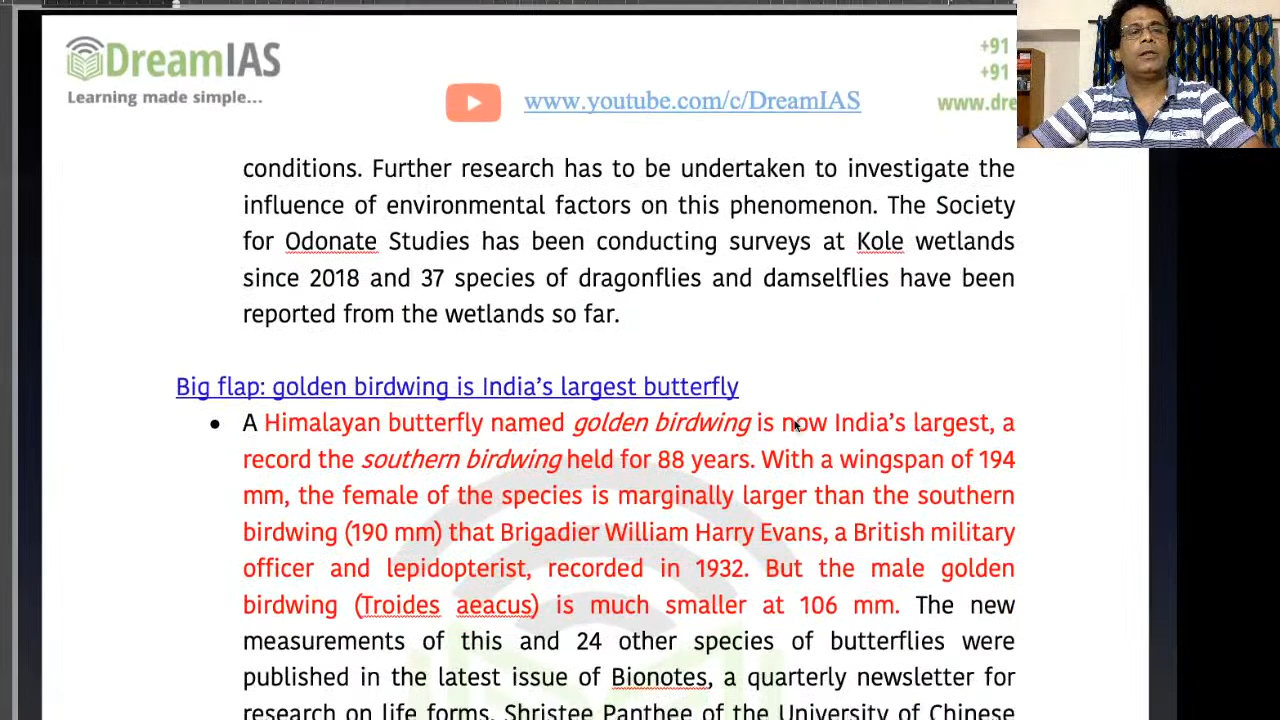 DreamIAS
Learning made simple...
www.youtube.com/c/DreamIAS
+91
+91
www.dre
conditions. Further research has to be undertaken to investigate the
influence of environmental factors on this phenomenon. The Society
for Odonate Studies has been conducting surveys at Kole wetlands
since 2018 and 37 species of dragonflies and damselflies have been
reported from the wetlands so far.
Big flap: golden birdwing is India's largest butterfly
• A Himalayan butterfly named golden birdwing is now India's largest, a
record the southern birdwing held for 88 years. With a wingspan of 194
mm, the female of the species is marginally larger than the southern
birdwing (190 mm) that Brigadier William Harry Evans, a British military
officer and lepidopterist, recorded in 1932. But the male golden
birdwing (Troides aeacus) is much smaller at 106 mm. The new
measurements of this and 24 other species of butterflies were
published in the latest issue of Bionotes, a quarterly newsletter for
research on life forms. Shristee Panthee of the University of Chinese